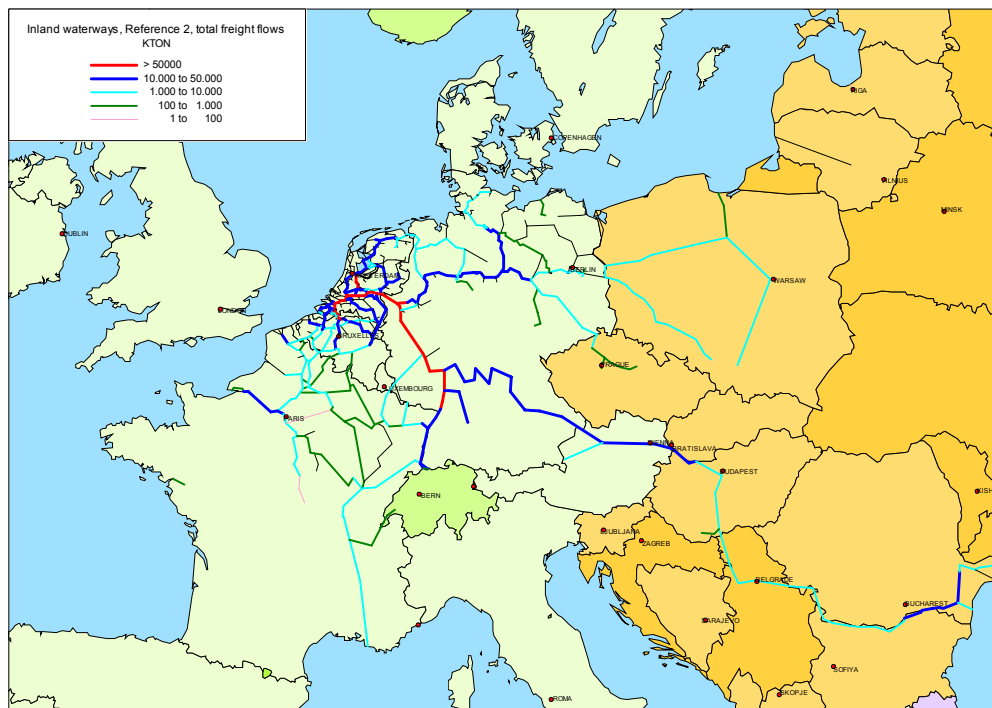 Inland waterways, Reference 2, total freight flows
KTON
> 50000
10.000 to 50.000
1.000 to 10.000
100 to 1.000
1 to 100
RIGA
COPENHAGEN
VILNIUS
MINSK
DUBLIN
BERLIN
AMSTERDAM
WARSAW
LONDON
BRUXELLES
PRAGUE
LUXEMBOURG
PARIS
VIENNA
BRATISLAVA
BUDAPEST
BERN
KISH
LJUBLJANA
ZAGREB
BELGRADE
BUCHAREST
SARAJEVO
SOFIYA
SKOPJE
ROMA